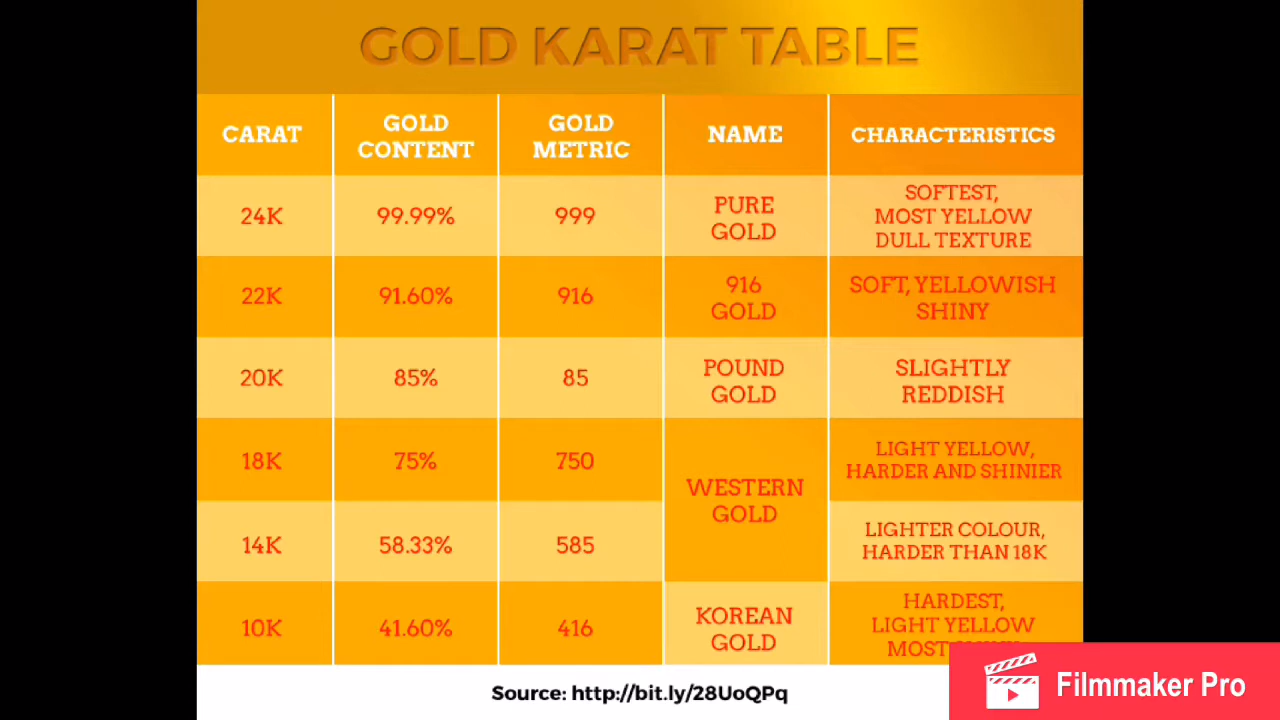 GOLD KARAT TABLE
CARAT
GOLD
CONTENT
GOLD
METRIC
NAME
CHARACTERISTICS
24K
99.99%
999
PURE
GOLD
SOFTEST,
MOST YELLOW
DULL TEXTURE
22K
91.60%
916
916
GOLD
SOFT, YELLOWISH
SHINY
20K
85%
85
POUND
GOLD
SLIGHTLY
REDDISH
18K
75%
750
WESTERN
GOLD
LIGHT YELLOW,
HARDER AND SHINIER
14K
58.33%
585
LIGHTER COLOUR,
HARDER THAN 18K
10K
41.60%
416
KOREAN
GOLD
HARDEST,
LIGHT YELLOW
MOST
Source: http://bit.ly/28UoQPq
Filmmaker Pro